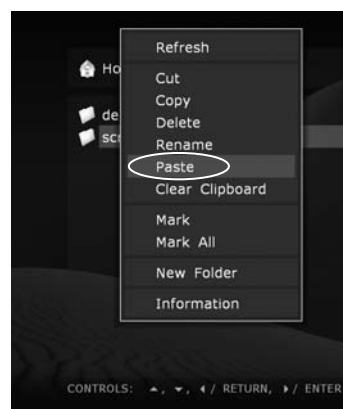 Refresh
Ho
Cut
Copy
de
Delete
scr
Rename
Paste
Clear Clipboard
Mark
Mark All
New Folder
Information
CONTROLS: ▲, ▼, ◀ / RETURN, ▶ / ENTER